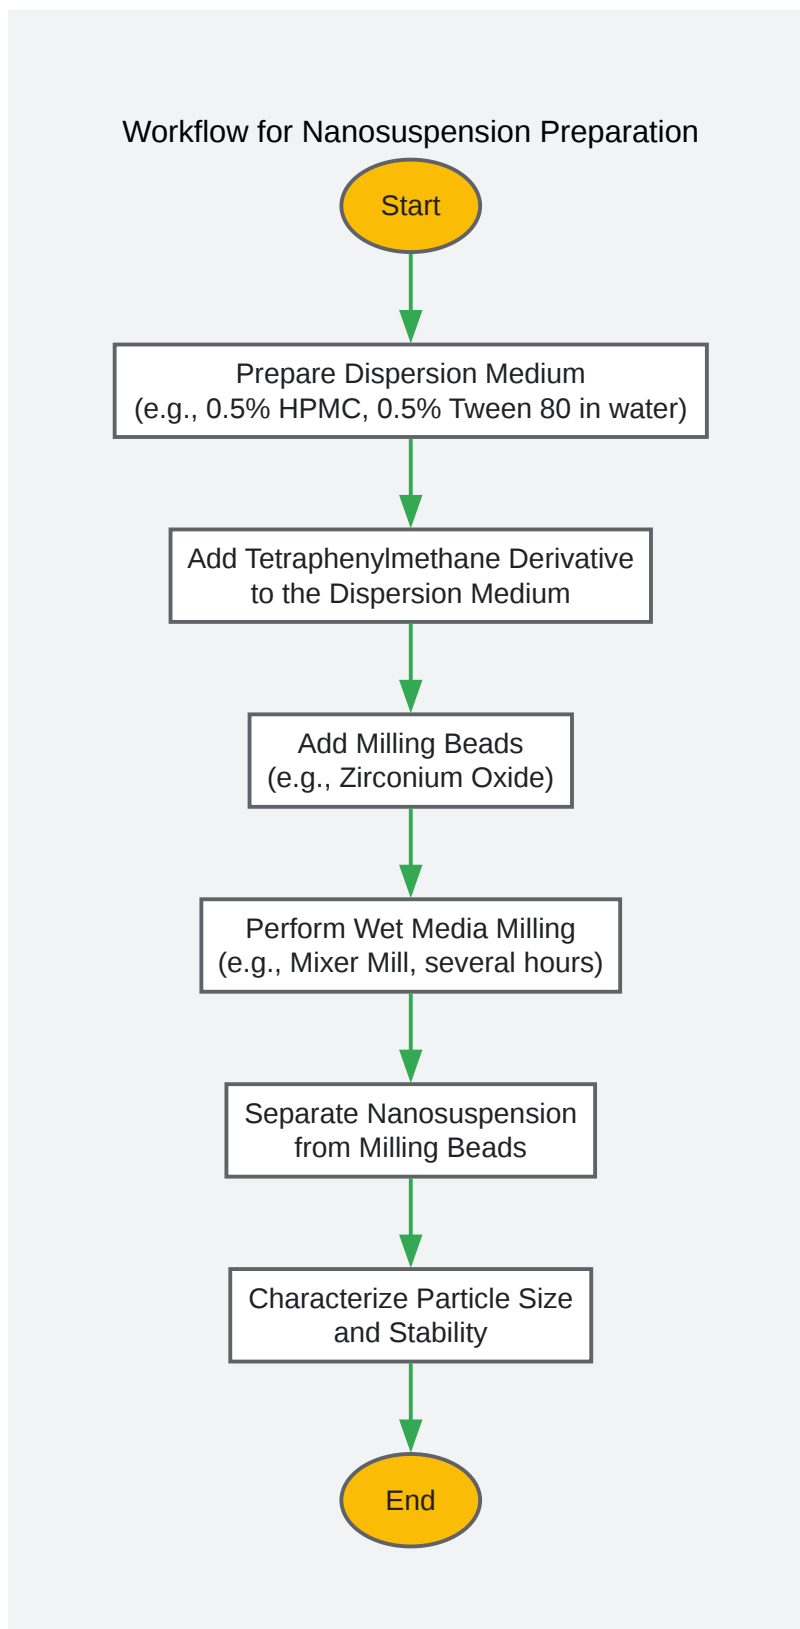 Workflow for Nanosuspension Preparation
Start
Prepare Dispersion Medium
(e.g., 0.5% HPMC, 0.5% Tween 80 in water)
Add Tetraphenylmethane Derivative
to the Dispersion Medium
Add Milling Beads
(e.g., Zirconium Oxide)
Perform Wet Media Milling
(e.g., Mixer Mill, several hours)
Separate Nanosuspension
from Milling Beads
Characterize Particle Size
and Stability
End